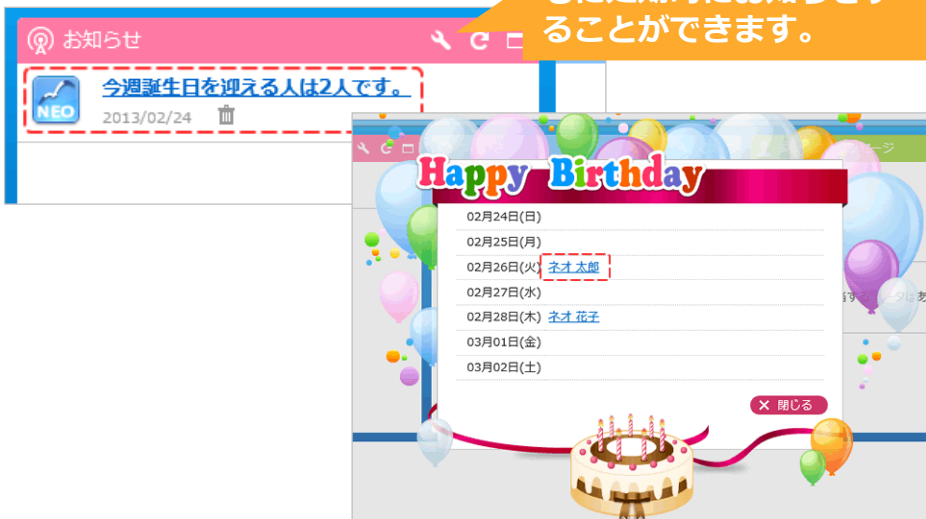 ることができます。
お知らせ
今週誕生日を迎える人は2人です。
NEO
2013/02/24
ージ
Happy Birthday
02月24日(日)
02月25日(月)
02月26日(火) ネオ 太郎
02月27日(水)
02月28日(木) ネオ 花子
03月01日(金)
03月02日(土)
閉じる